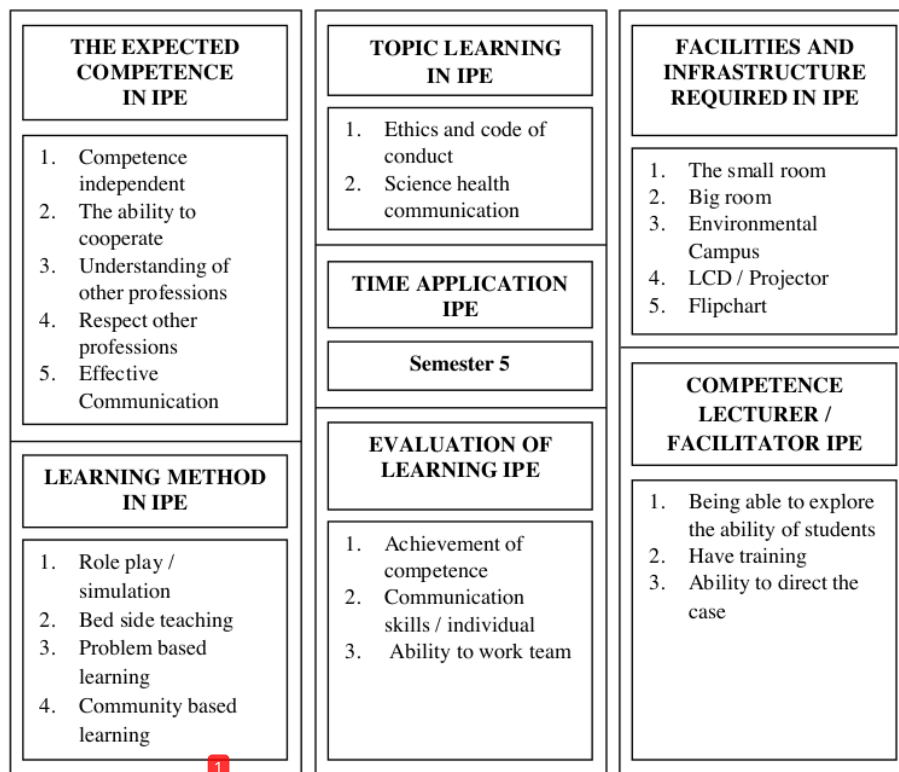 THE EXPECTED
COMPETENCE
IN IPE
1. Competence
independent
2. The ability to
cooperate
3. Understanding of
other professions
4. Respect other
professions
5. Effective
Communication
LEARNING METHOD
IN IPE
1. Role play /
simulation
2. Bed side teaching
3. Problem based
learning
4. Community based
learning
1
TOPIC LEARNING
IN IPE
1. Ethics and code of
conduct
2. Science health
communication
TIME APPLICATION
IPE
Semester 5
EVALUATION OF
LEARNING IPE
1. Achievement of
competence
2. Communication
skills / individual
3. Ability to work team
FACILITIES AND
INFRASTRUCTURE
REQUIRED IN IPE
1. The small room
2. Big room
3. Environmental
Campus
4. LCD / Projector
5. Flipchart
COMPETENCE
LECTURER /
FACILITATOR IPE
1. Being able to explore
the ability of students
2. Have training
3. Ability to direct the
case